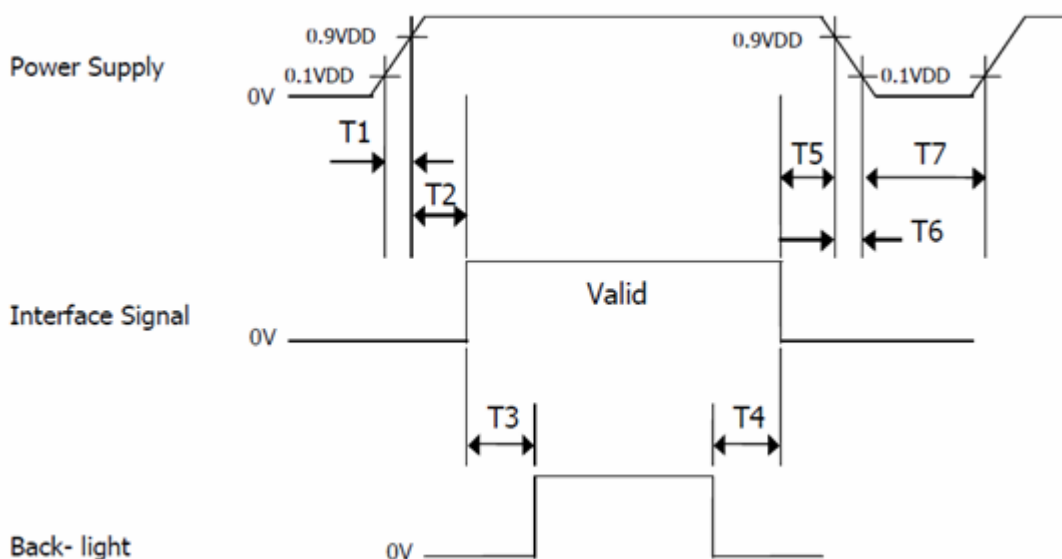 0.9VDD
0.9VDD
Power Supply
0.1VDD
0.1VDD
0V
T1
T5
T7
T2
T6
Valid
Interface Signal
0V
T3
T4
Back- light
0V